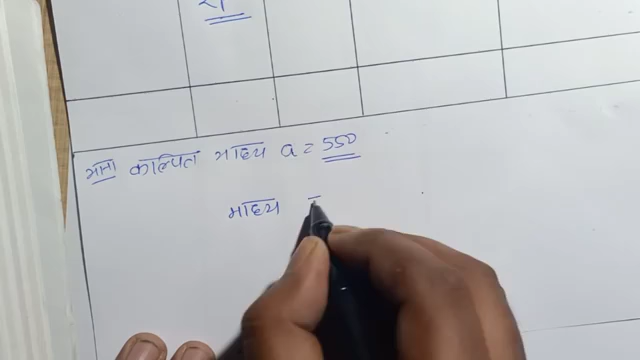 माना कल्पित माध्य a = 550
माध्य